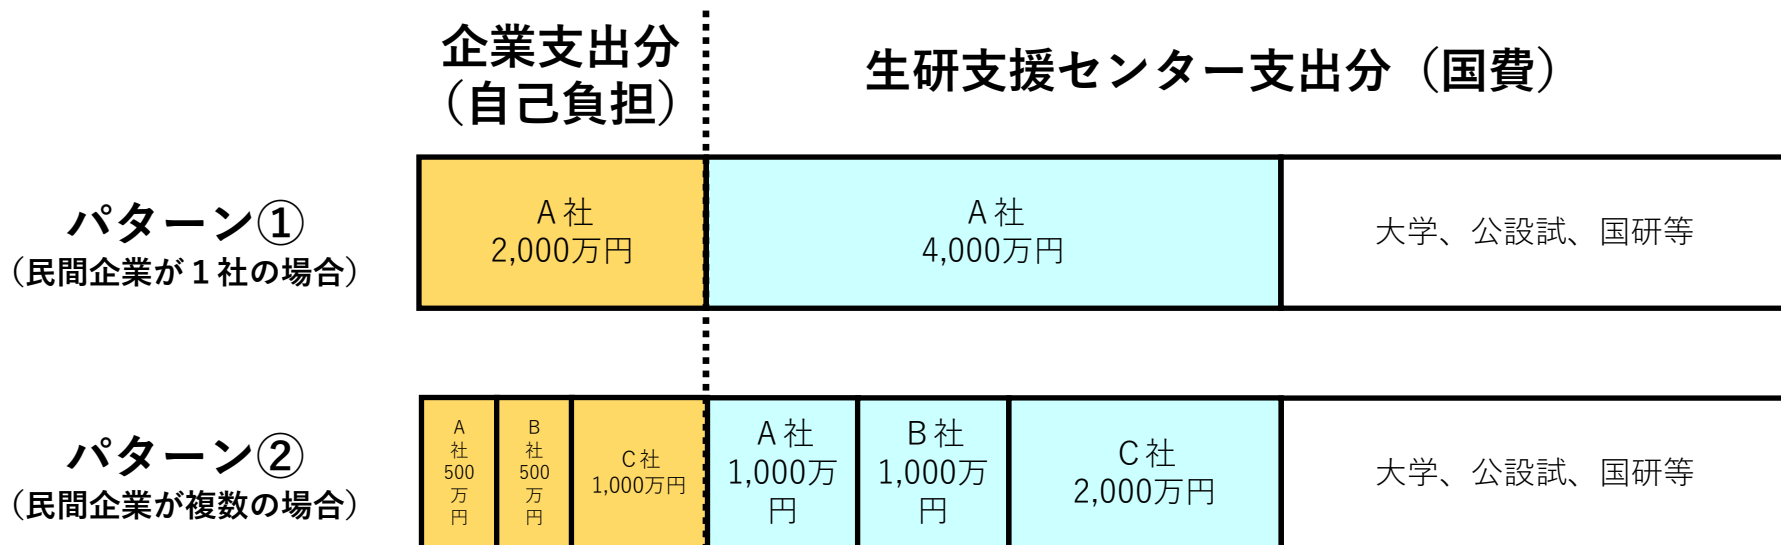 企業支出分
（自己負担）
生研支援センター支出分（国費）
パターン①
（民間企業が１社の場合）
Ａ社
2,000万円
Ａ社
4,000万円
大学、公設試、国研等
パターン②
（民間企業が複数の場合）
Ａ
社
500
万
円
Ｂ
社
500
万
円
Ｃ社
1,000万円
Ａ社
1,000万
円
Ｂ社
1,000万
円
Ｃ社
2,000万円
大学、公設試、国研等